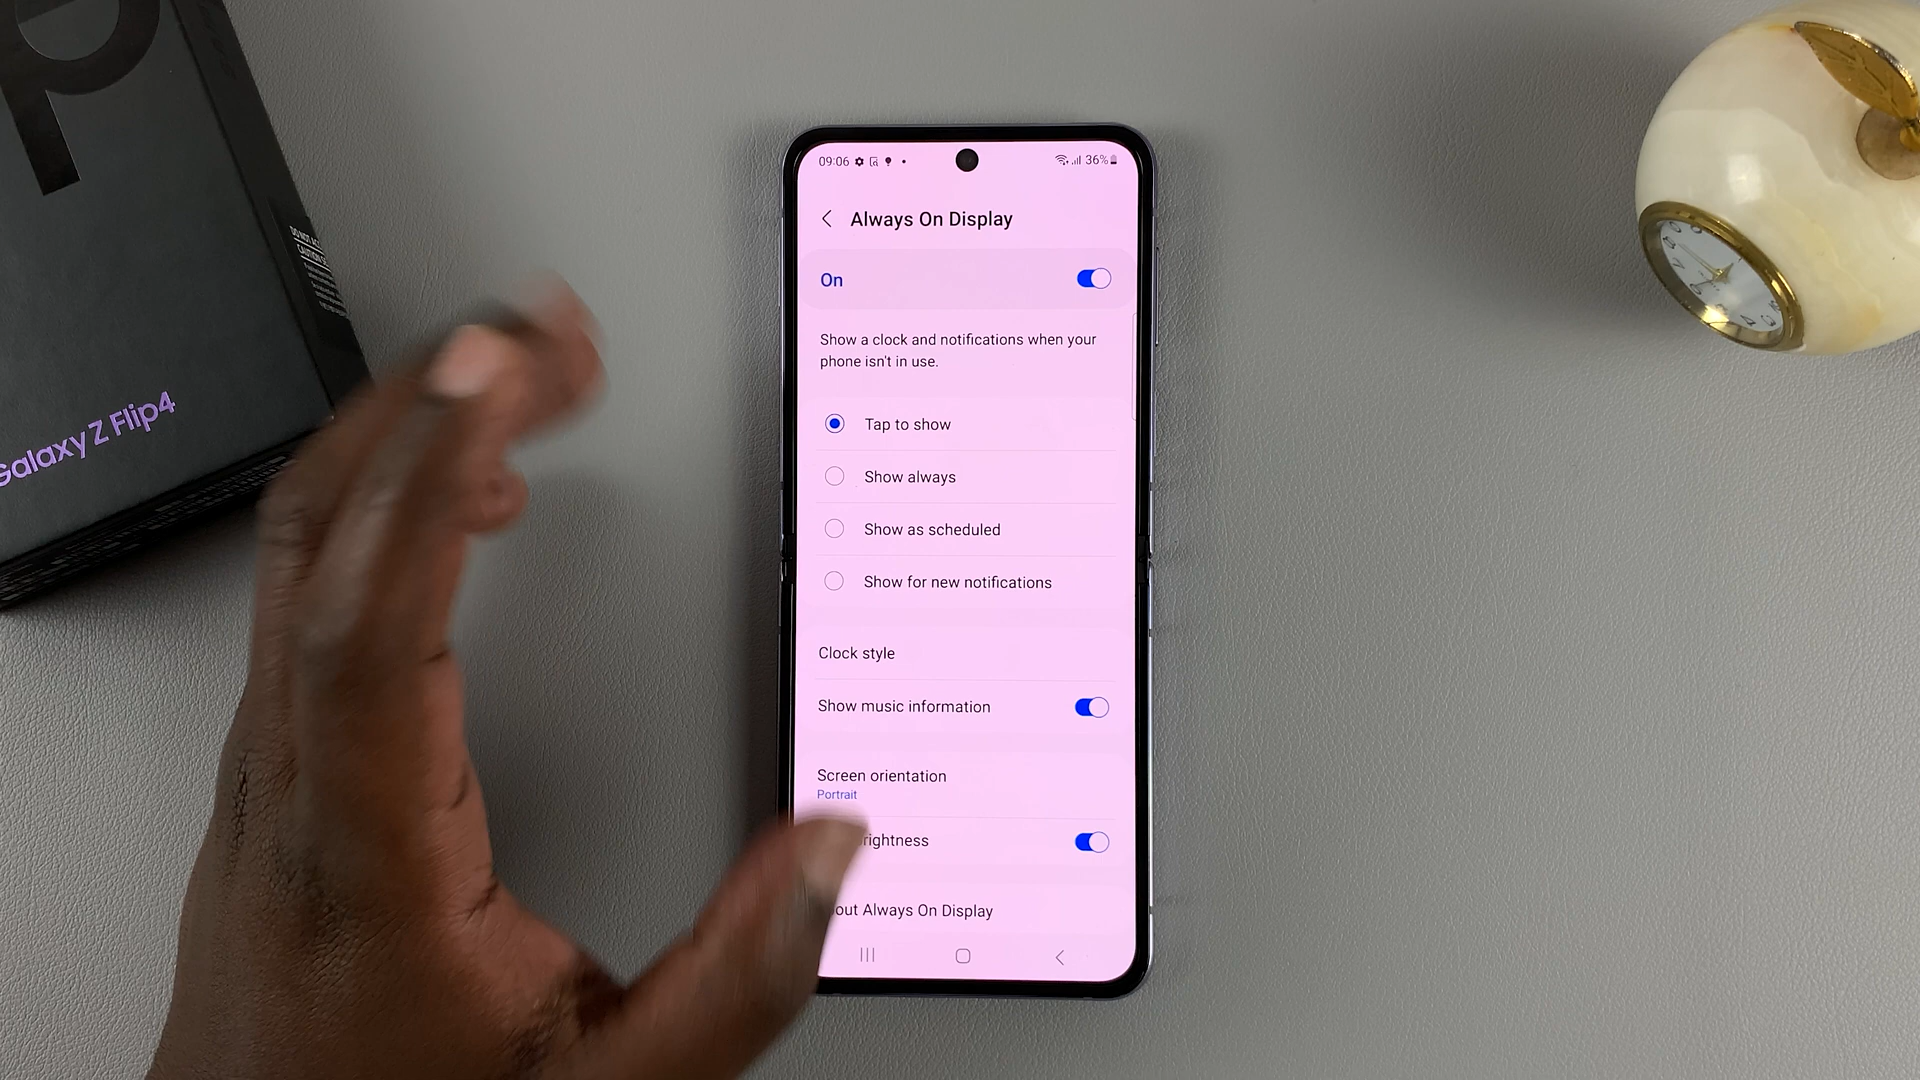 Galaxy Z Flip4
09:06
36%
Always On Display
On
Show a clock and notifications when your
phone isn't in use.
Tap to show
Show always
Show as scheduled
Show for new notifications
Clock style
Show music information
Screen orientation
Portrait
Always On Display